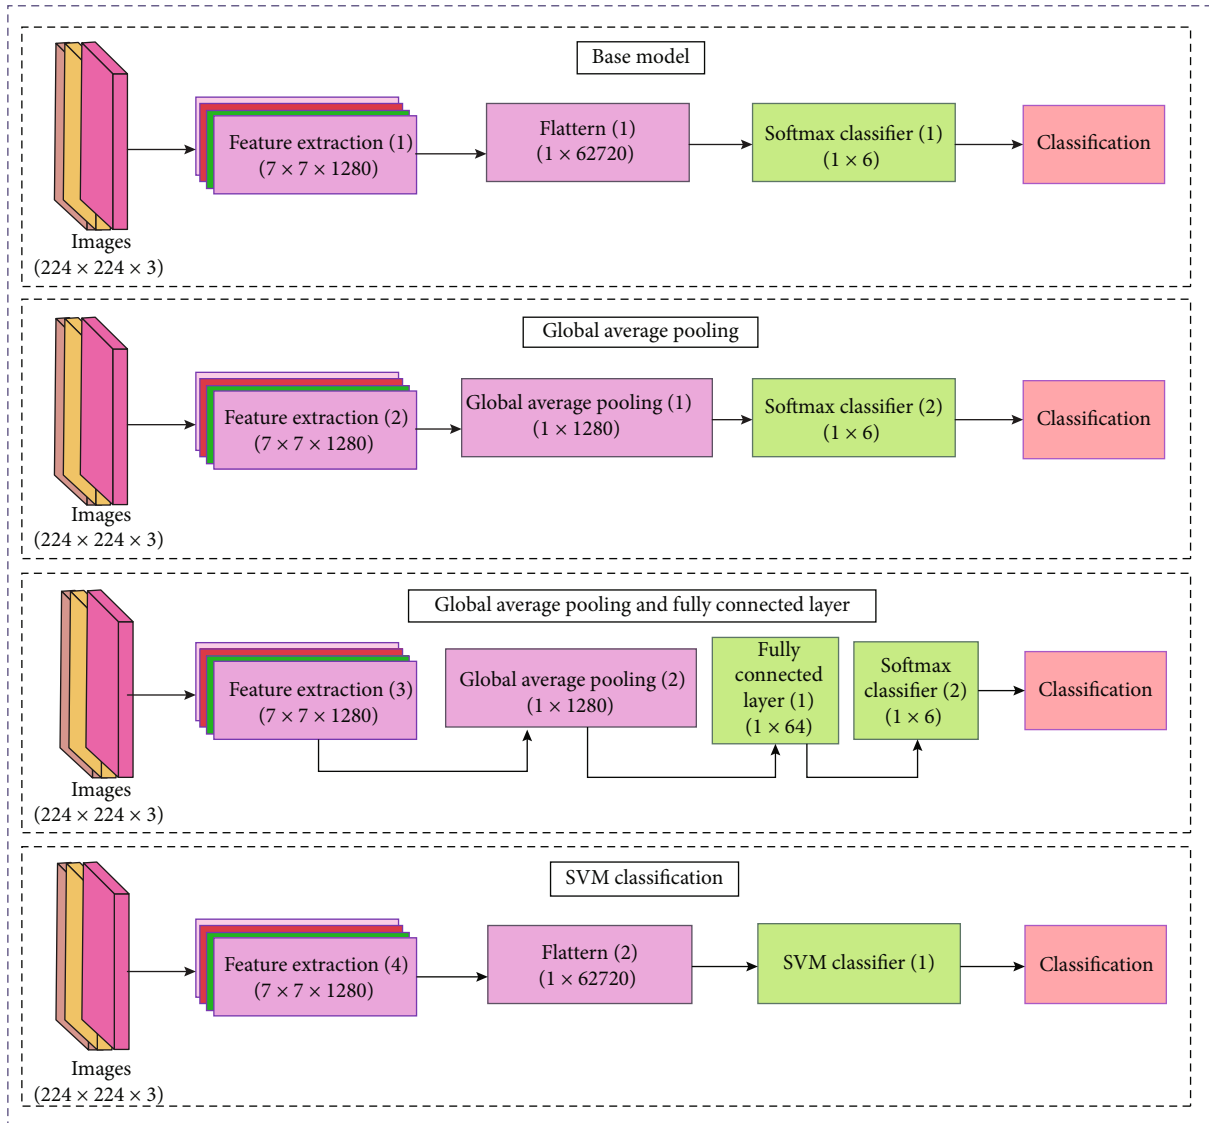 Base model
Images
(224 × 224 × 3)
Feature extraction (1)
(7 × 7 × 1280)
Flattern (1)
(1 × 62720)
Softmax classifier (1)
(1 × 6)
Classification
Global average pooling
Images
(224 × 224 × 3)
Feature extraction (2)
(7 × 7 × 1280)
Global average pooling (1)
(1 × 1280)
Softmax classifier (2)
(1 × 6)
Classification
Global average pooling and fully connected layer
Images
(224 × 224 × 3)
Feature extraction (3)
(7 × 7 × 1280)
Global average pooling (2)
(1 × 1280)
Fully
connected
layer (1)
(1 × 64)
Softmax
classifier (2)
(1 × 6)
Classification
SVM classification
Images
(224 × 224 × 3)
Feature extraction (4)
(7 × 7 × 1280)
Flattern (2)
(1 × 62720)
SVM classifier (1)
Classification